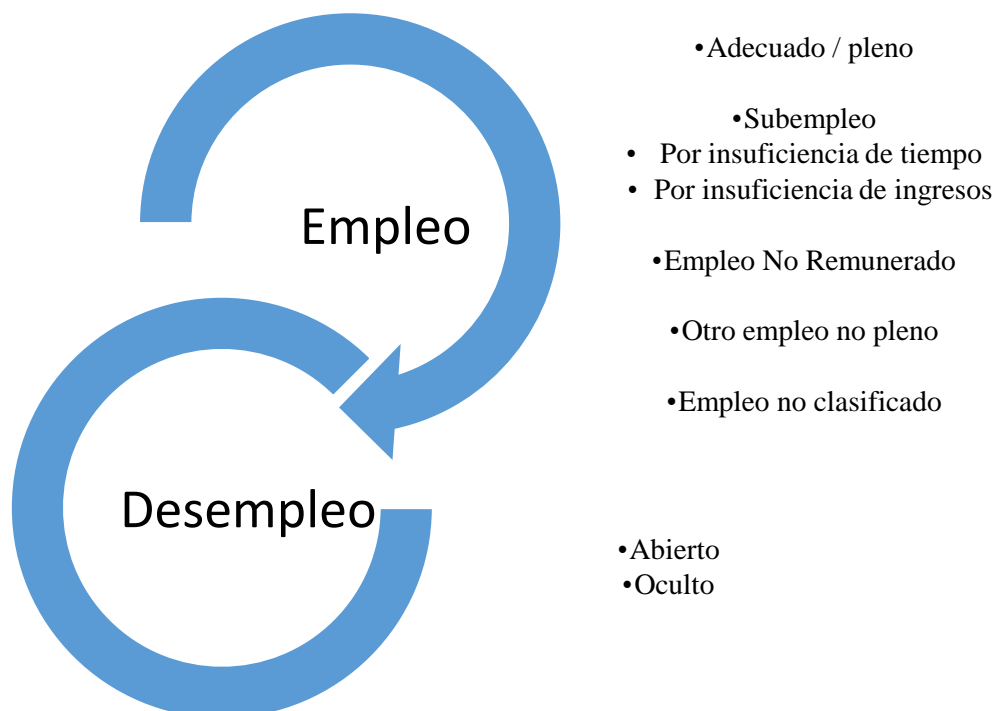 Empleo
•Adecuado / pleno
•Subempleo
• Por insuficiencia de tiempo
• Por insuficiencia de ingresos
•Empleo No Remunerado
•Otro empleo no pleno
•Empleo no clasificado
Desempleo
•Abierto
•Oculto